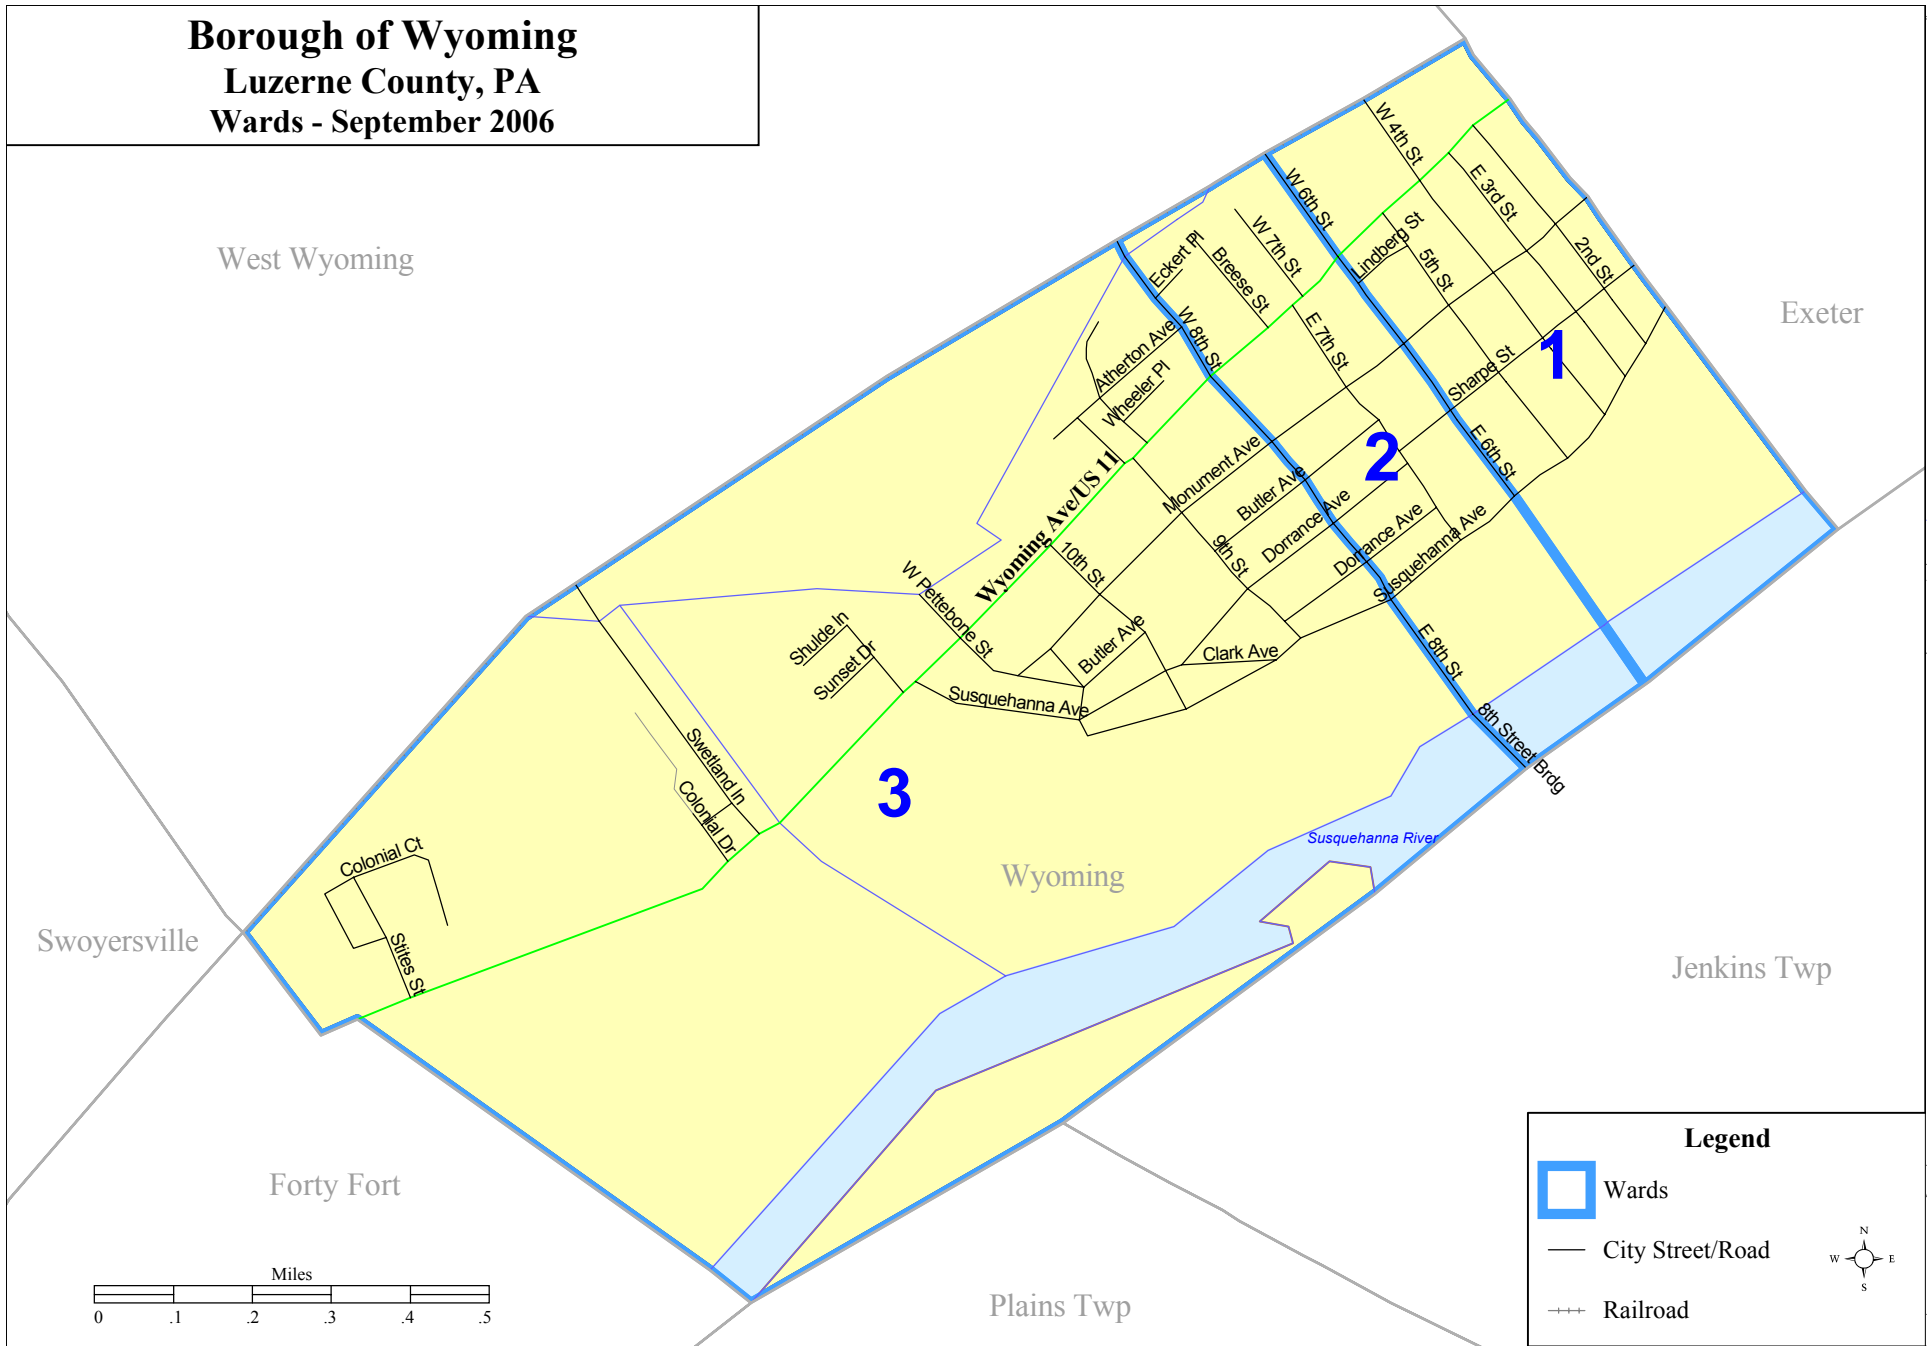 Borough of Wyoming
Luzerne County, PA
Wards - September 2006
West Wyoming
Exeter
Swoyersville
Forty Fort
Plains Twp
Jenkins Twp
Wyoming
1
2
3
W 4th St
E 3rd St
2nd St
W 6th St
Lindberg St
5th St
W 7th St
Breese St
Eckert Pl
W 8th St
E 7th St
Atherton Ave
Wheeler Pl
Sharpe St
E 6th St
Monument Ave
Butler Ave
Dorrance Ave
Dorrance Ave
Susquehanna Ave
9th St
Wyoming Ave/US 11
10th St
W Pettebone St
Butler Ave
Clark Ave
E 8th St
8th Street Brdg
Shulde ln
Sunset Dr
Susquehanna Ave
Swetland ln
Colonial Dr
Colonial Ct
Stites St
Susquehanna River
Miles
0 .1 .2 .3 .4 .5
Legend
Wards
City Street/Road
Railroad
N
W E
S